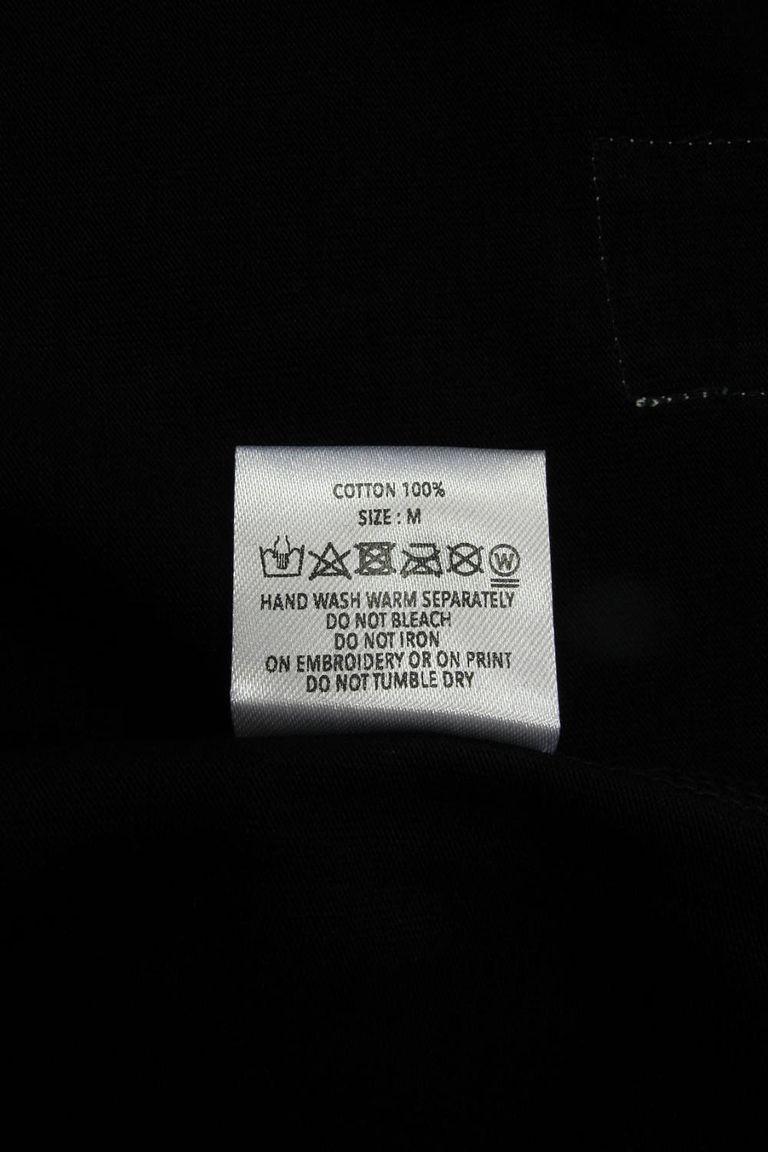 COTTON 100%
SIZE : M
W
HAND WASH WARM SEPARATELY
DO NOT BLEACH
DO NOT IRON
ON EMBROIDERY OR ON PRINT
DO NOT TUMBLE DRY